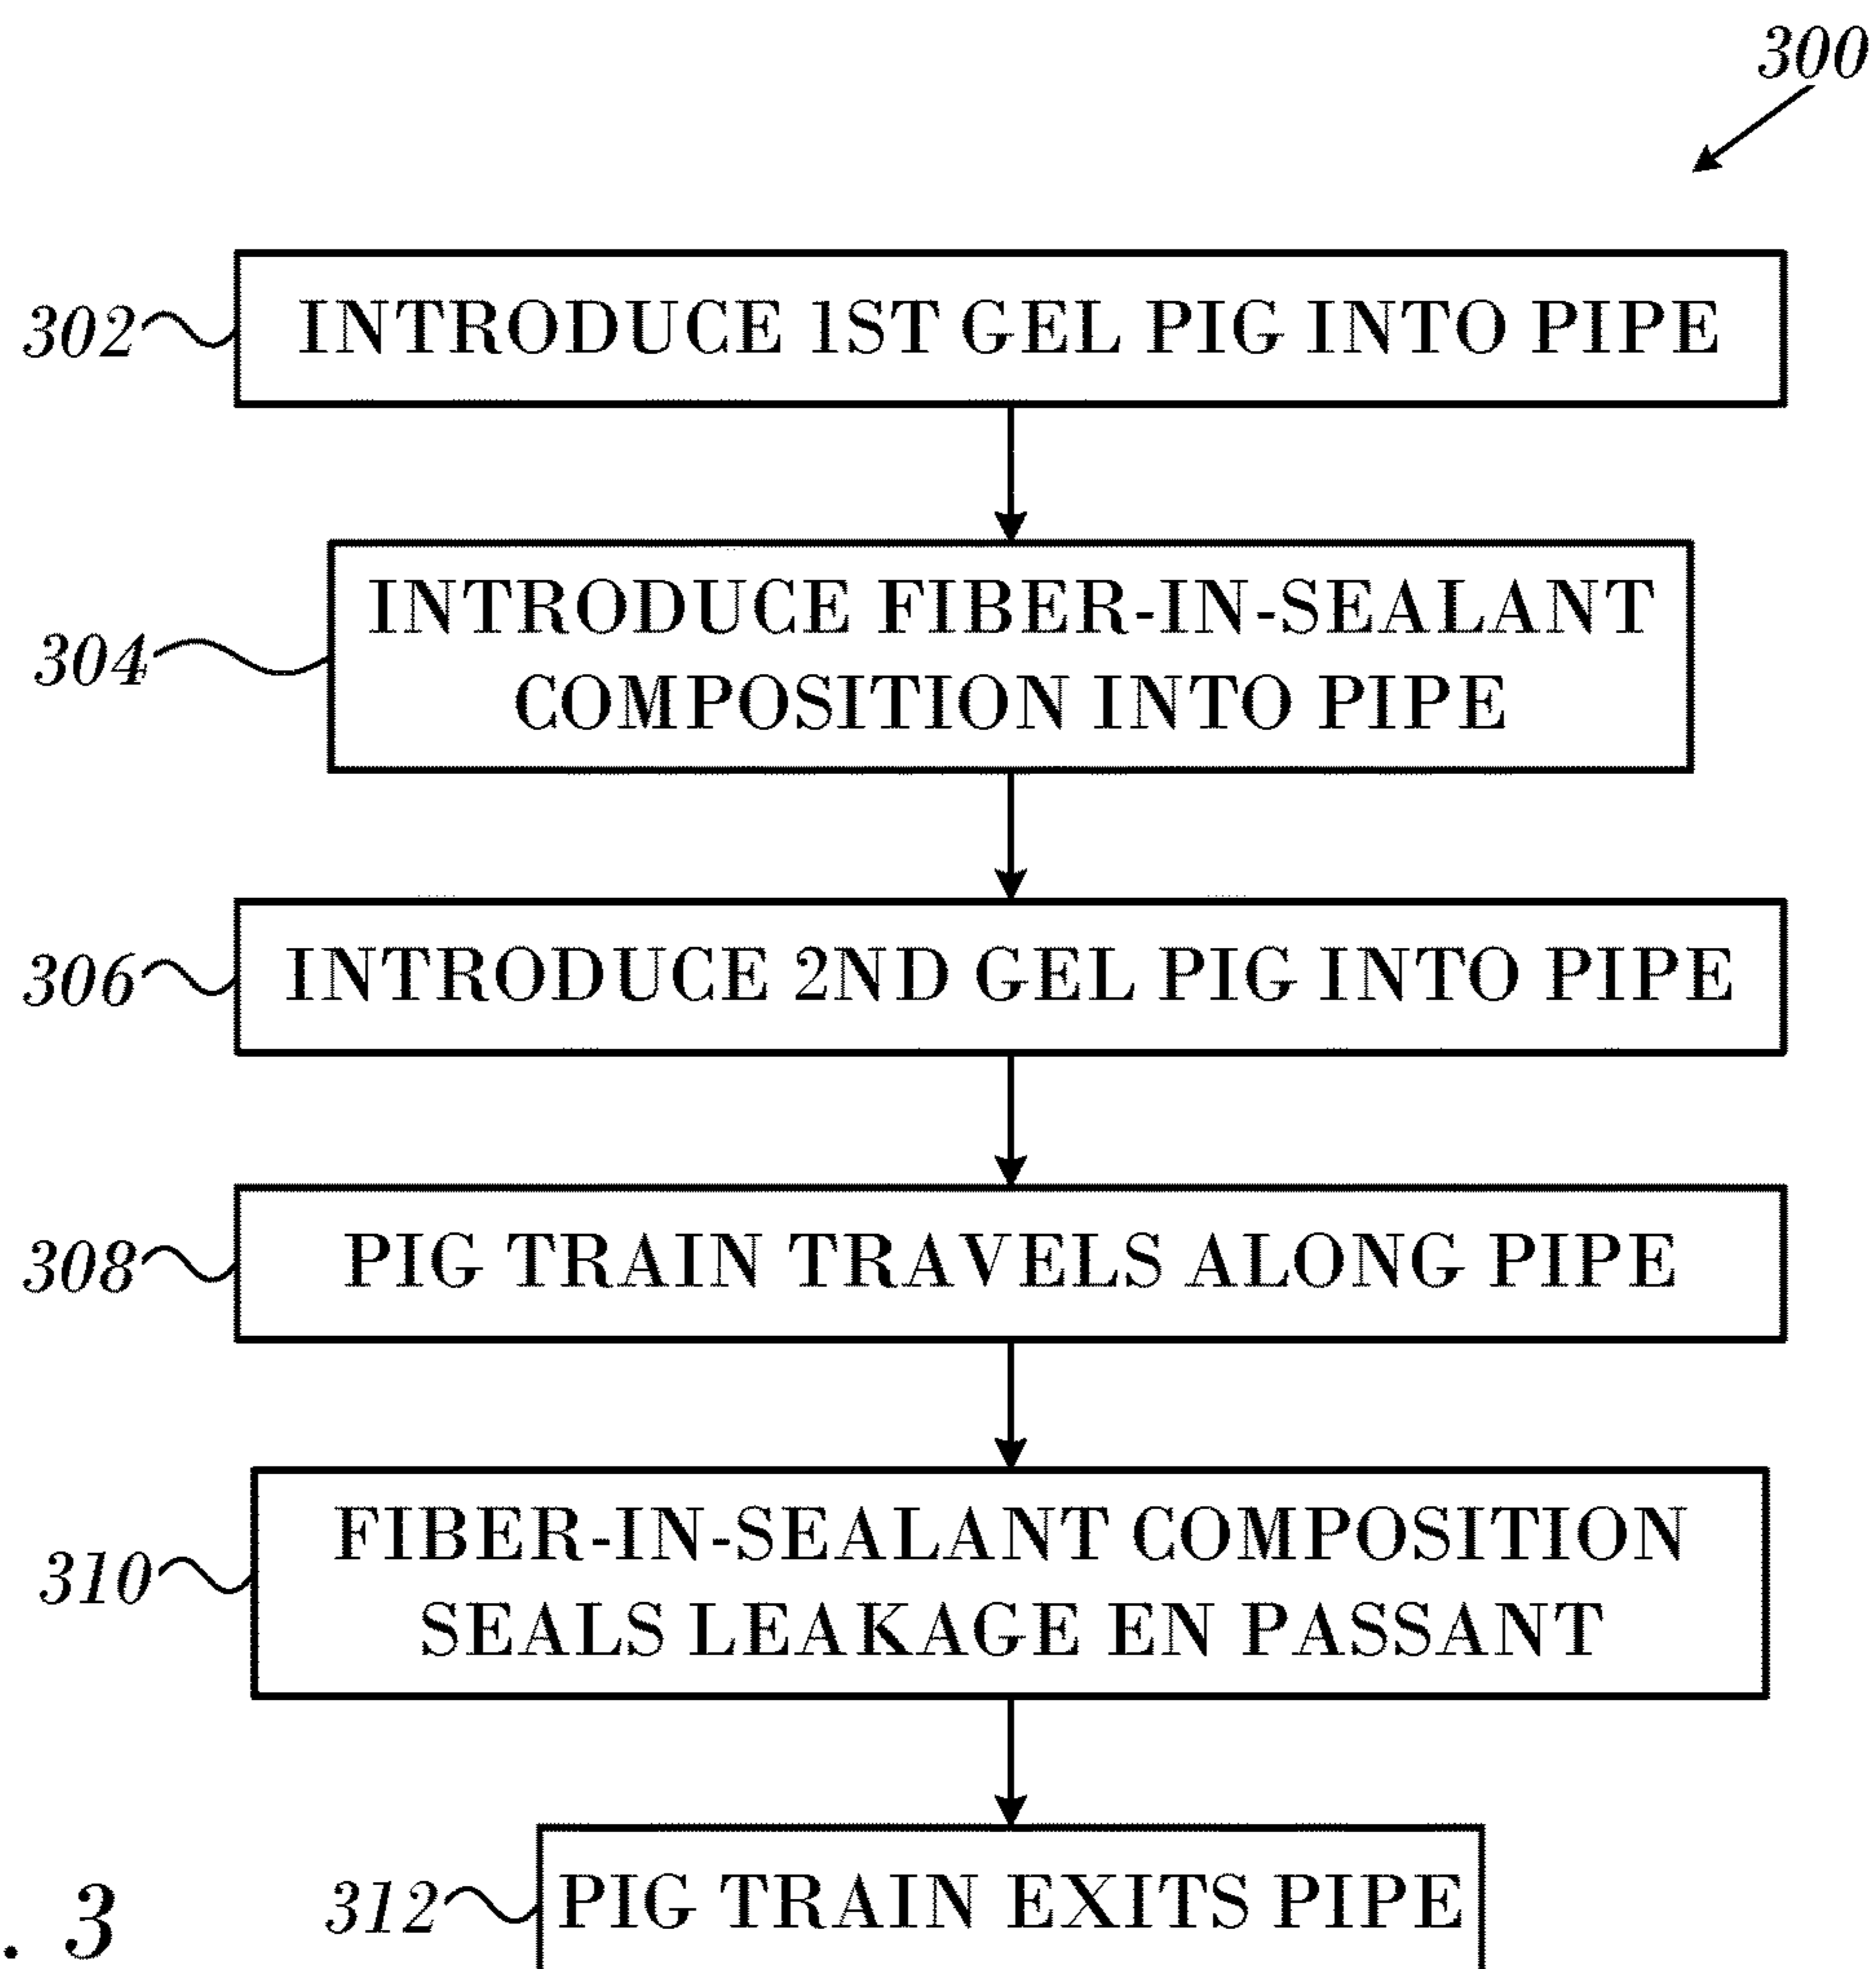 300
302
INTRODUCE 1ST GEL PIG INTO PIPE
304
INTRODUCE FIBER-IN-SEALANT
COMPOSITION INTO PIPE
306
INTRODUCE 2ND GEL PIG INTO PIPE
308
PIG TRAIN TRAVELS ALONG PIPE
310
FIBER-IN-SEALANT COMPOSITION
SEALS LEAKAGE EN PASSANT
312
PIG TRAIN EXITS PIPE
. 3